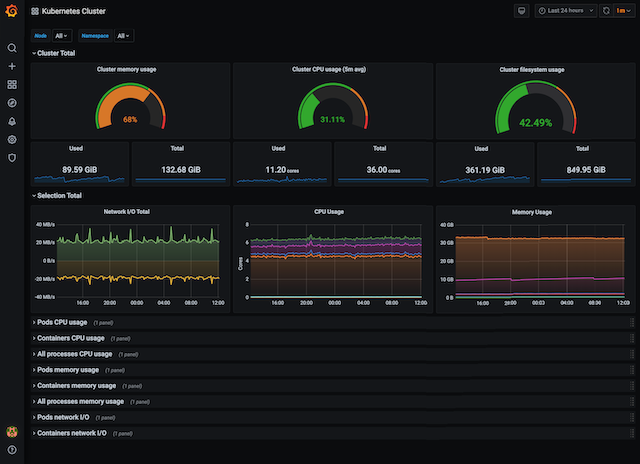 Kubernetes Cluster
Last 24 hours
1m
Node All Namespace All
Cluster Total
Cluster memory usage
68%
Cluster CPU usage (5m avg)
31.11%
Cluster filesystem usage
42.49%
Used
89.59 GiB
Total
132.68 GiB
Used
11.20 cores
Total
36.00 cores
Used
361.19 GiB
Total
849.95 GiB
Selection Total
Network I/O Total
40 MB/s
20 MB/s
0 B/s
-20 MB/s
-40 MB/s
16:00 20:00 00:00 04:00 08:00 12:00
CPU Usage
Cores
8
6
4
2
0
16:00 20:00 00:00 04:00 08:00 12:00
Memory Usage
40 GB
30 GB
20 GB
10 GB
0 B
16:00 20:00 00:00 04:00 08:00 12:00
Pods CPU usage (1 panel)
Containers CPU usage (1 panel)
All processes CPU usage (1 panel)
Pods memory usage (1 panel)
Containers memory usage (1 panel)
All processes memory usage (1 panel)
Pods network I/O (1 panel)
Containers network I/O (1 panel)